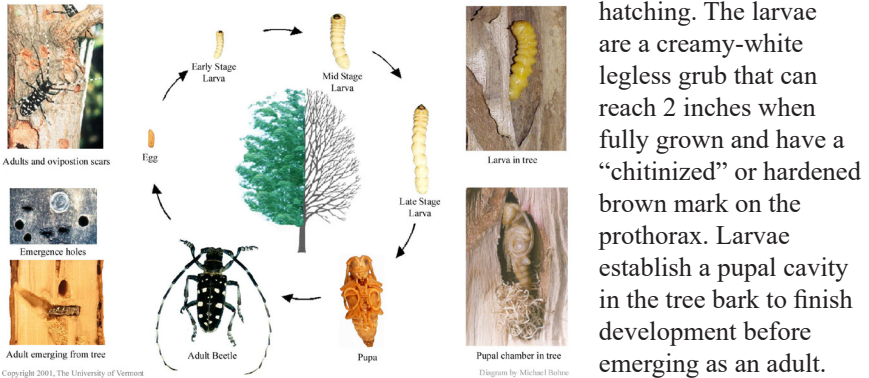 Early Stage
Larva
Mid Stage
Larva
Late Stage
Larva
Pupa
Adult Beetle
Egg
Adults and ovipostion scars
Emergence holes
Adult emerging from tree
Larva in tree
Pupal chamber in tree
Copyright 2001, The University of Vermont
Diagram by Michael Bohne
hatching. The larvae
are a creamy-white
legless grub that can
reach 2 inches when
fully grown and have a
“chitinized” or hardened
brown mark on the
prothorax. Larvae
establish a pupal cavity
in the tree bark to finish
development before
emerging as an adult.